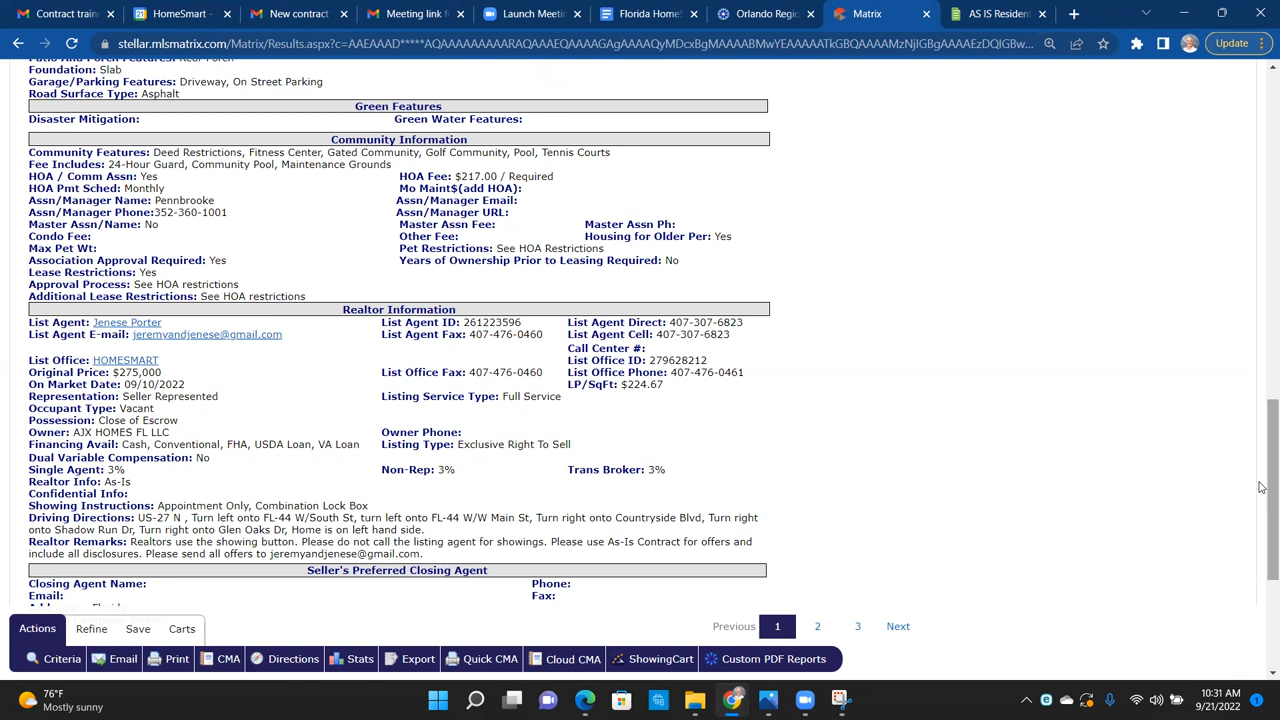 Contract train
HomeSmart -
New contract
Meeting link f
Launch Meeti
Florida HomeS
Orlando Regio
Matrix
AS IS Resident
stellar.mlsmatrix.com/Matrix/Results.aspx?c=AAEAAAD*****AQAAAAAAAAARAQAAAEQAAAAGAgAAAAQyMDcxBgMAAAABMwYEAAAAATkGBQAAAAMzNjIGBgAAAAEzDQIGBw...
Update
Patio And Porch Features: Rear Porch
Foundation: Slab
Garage/Parking Features: Driveway, On Street Parking
Road Surface Type: Asphalt
Green Features
Disaster Mitigation: Green Water Features:
Community Information
Community Features: Deed Restrictions, Fitness Center, Gated Community, Golf Community, Pool, Tennis Courts
Fee Includes: 24-Hour Guard, Community Pool, Maintenance Grounds
HOA / Comm Assn: Yes HOA Fee: $217.00 / Required
HOA Pmt Sched: Monthly Mo Maint$(add HOA):
Assn/Manager Name: Pennbrooke Assn/Manager Email:
Assn/Manager Phone:352-360-1001 Assn/Manager URL:
Master Assn/Name: No Master Assn Fee: Master Assn Ph:
Condo Fee: Other Fee: Housing for Older Per: Yes
Max Pet Wt: Pet Restrictions: See HOA Restrictions
Association Approval Required: Yes Years of Ownership Prior to Leasing Required: No
Lease Restrictions: Yes
Approval Process: See HOA restrictions
Additional Lease Restrictions: See HOA restrictions
Realtor Information
List Agent: Jenese Porter List Agent ID: 261223596 List Agent Direct: 407-307-6823
List Agent E-mail: jeremyandjenese@gmail.com List Agent Fax: 407-476-0460 List Agent Cell: 407-307-6823
Call Center #:
List Office: HOMESMART List Office ID: 279628212
Original Price: $275,000 List Office Fax: 407-476-0460 List Office Phone: 407-476-0461
On Market Date: 09/10/2022 LP/SqFt: $224.67
Representation: Seller Represented Listing Service Type: Full Service
Occupant Type: Vacant
Possession: Close of Escrow
Owner: AJX HOMES FL LLC Owner Phone:
Financing Avail: Cash, Conventional, FHA, USDA Loan, VA Loan Listing Type: Exclusive Right To Sell
Dual Variable Compensation: No
Single Agent: 3% Non-Rep: 3% Trans Broker: 3%
Realtor Info: As-Is
Confidential Info:
Showing Instructions: Appointment Only, Combination Lock Box
Driving Directions: US-27 N , Turn left onto FL-44 W/South St, turn left onto FL-44 W/W Main St, Turn right onto Countryside Blvd, Turn right
onto Shadow Run Dr, Turn right onto Glen Oaks Dr, Home is on left hand side.
Realtor Remarks: Realtors use the showing button. Please do not call the listing agent for showings. Please use As-Is Contract for offers and
include all disclosures. Please send all offers to jeremyandjenese@gmail.com.
Seller's Preferred Closing Agent
Closing Agent Name: Phone:
Email: Fax:
Actions Refine Save Carts
Previous 1 2 3 Next
Criteria Email Print CMA Directions Stats Export Quick CMA Cloud CMA ShowingCart Custom PDF Reports
76°F
Mostly sunny
10:31 AM
9/21/2022